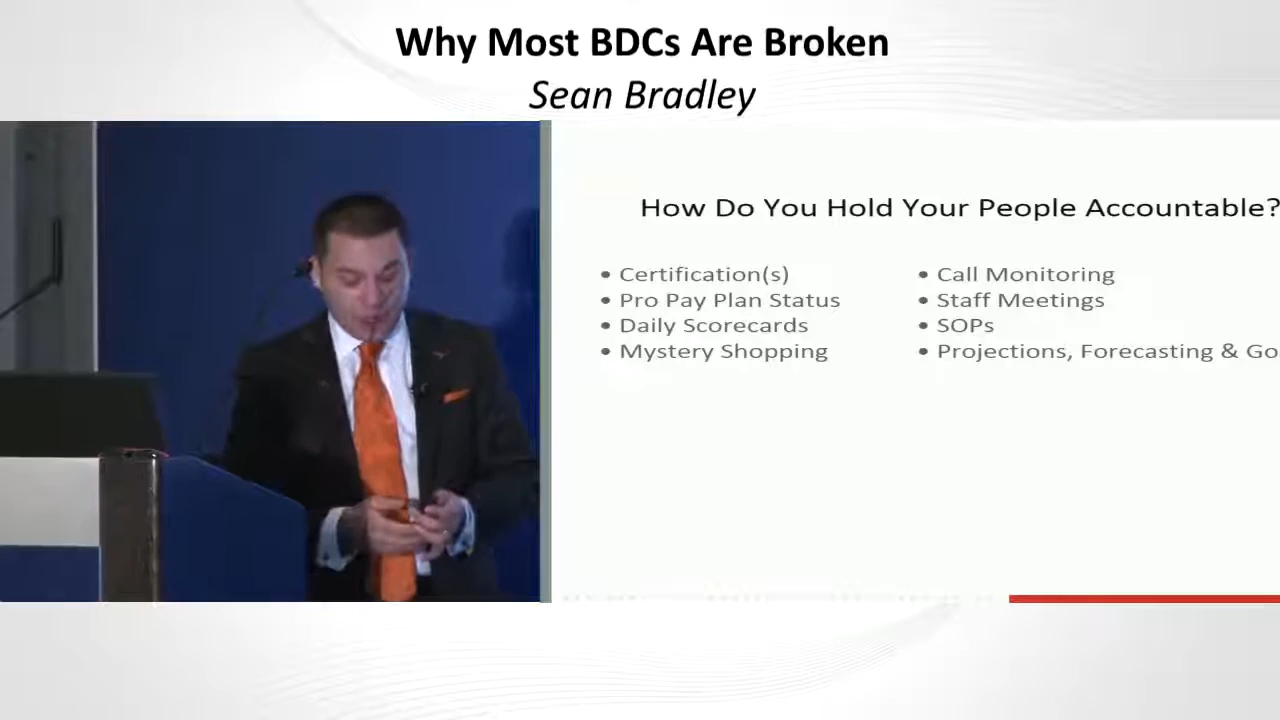 Why Most BDCs Are Broken
Sean Bradley
How Do You Hold Your People Accountable?
• Certification(s)
• Pro Pay Plan Status
• Daily Scorecards
• Mystery Shopping
• Call Monitoring
• Staff Meetings
• SOPs
• Projections, Forecasting & Go